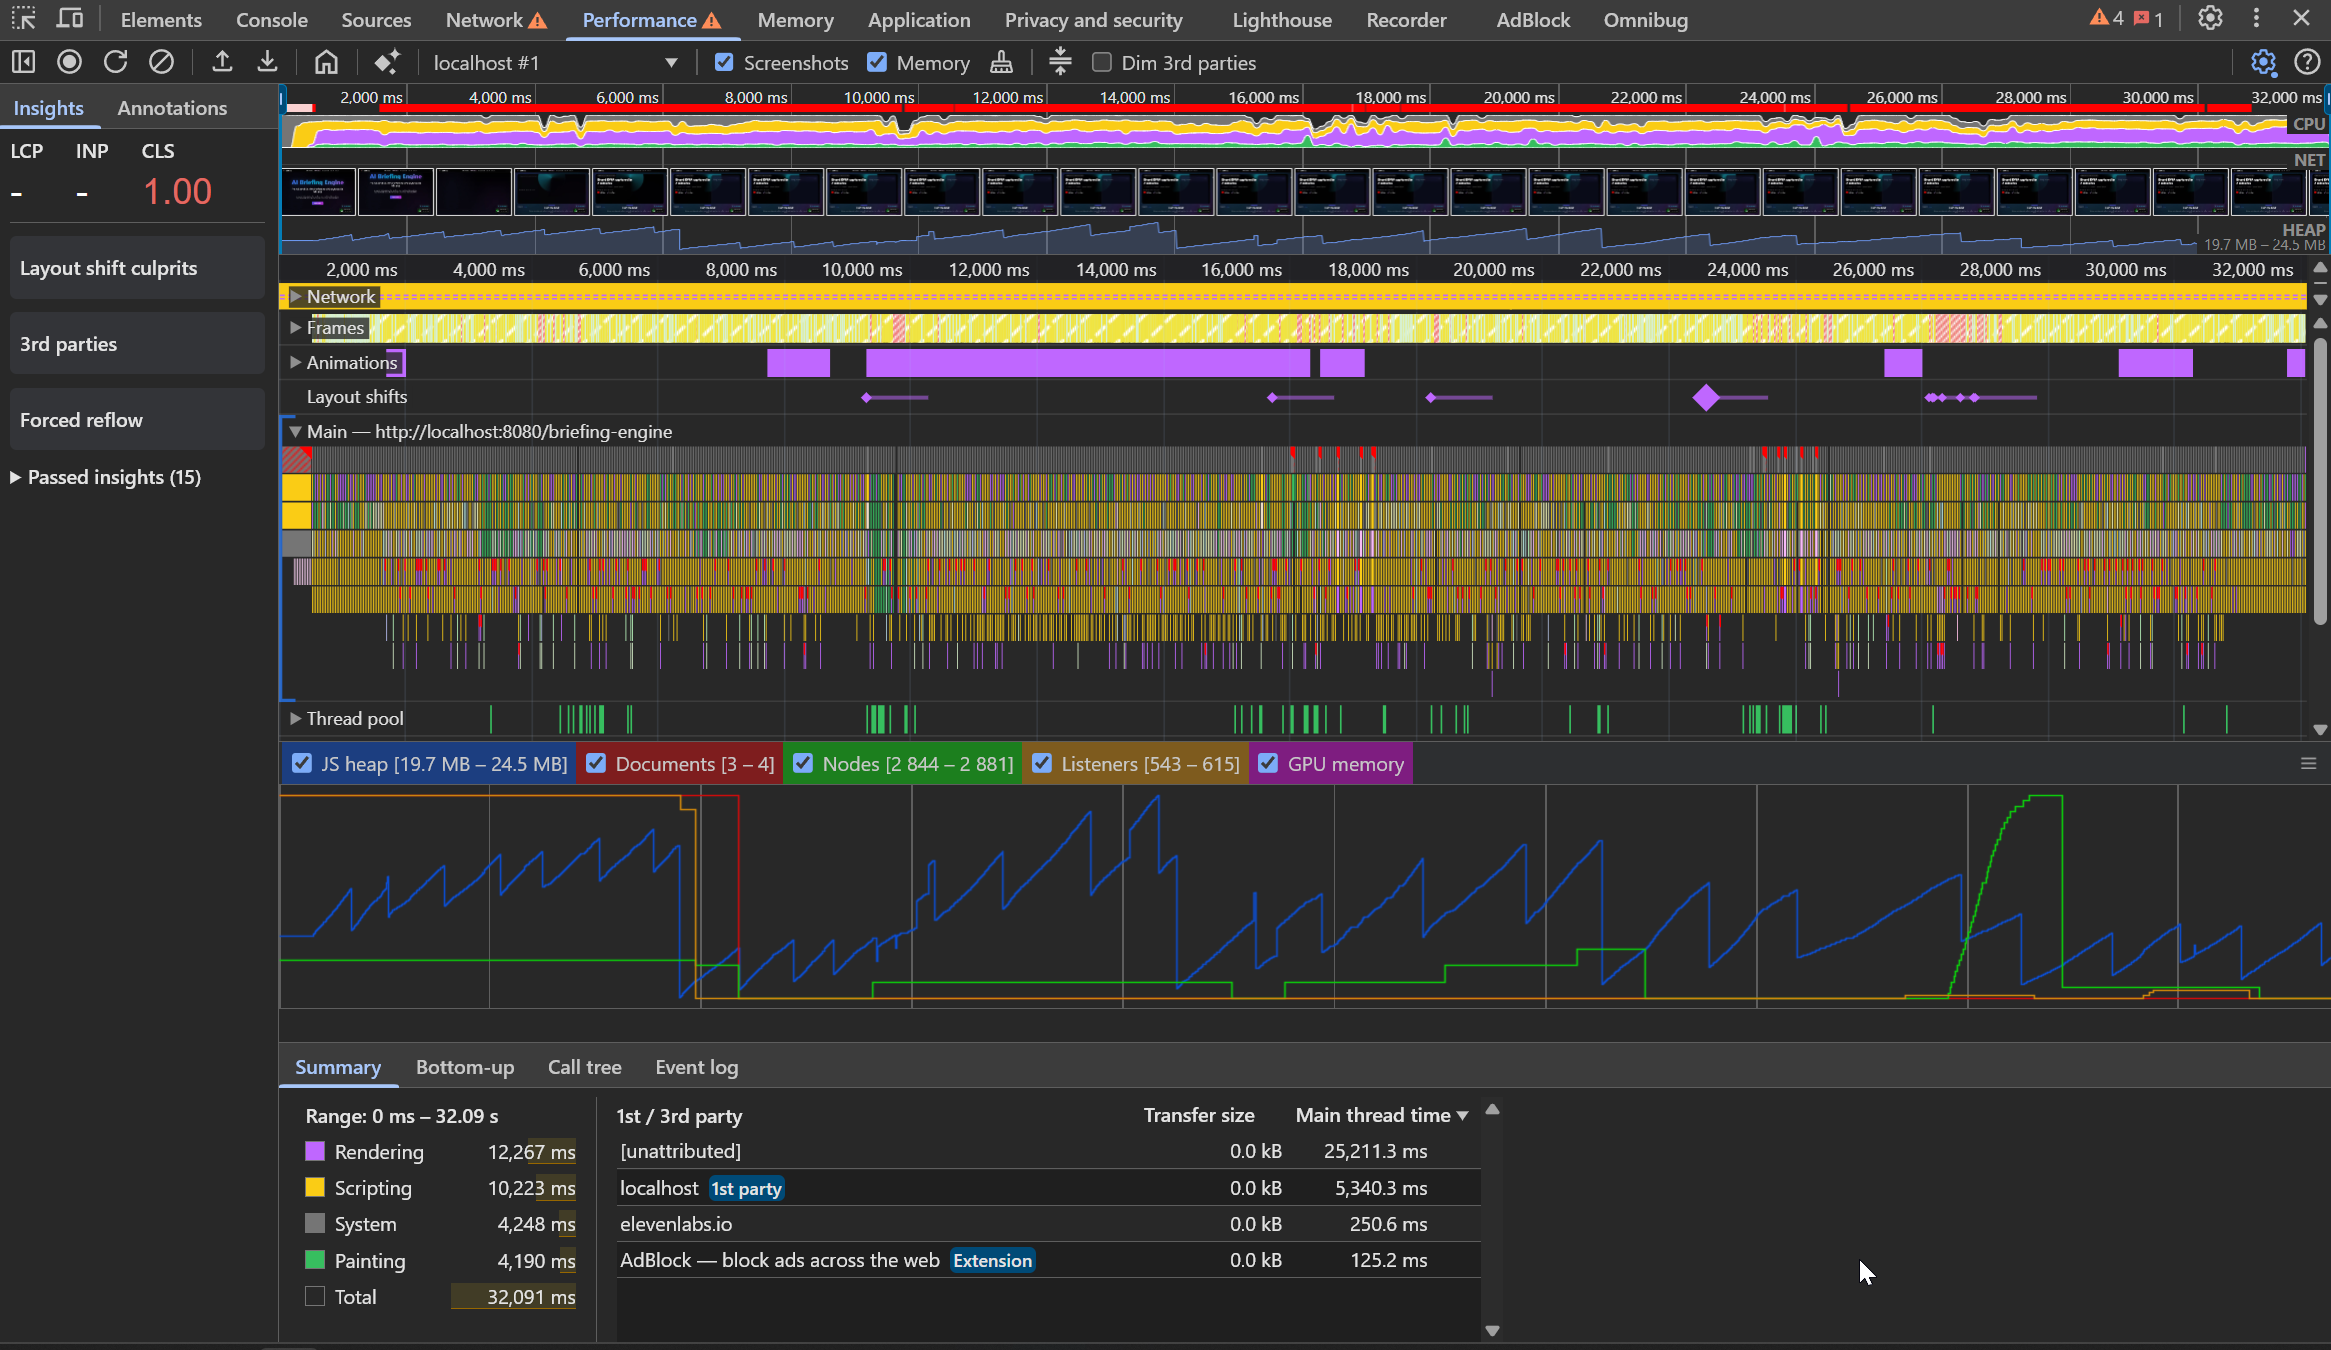 Elements Console Sources Network Performance Memory Application Privacy and security Lighthouse Recorder AdBlock Omnibug 4 1
localhost #1 Screenshots Memory Dim 3rd parties
Insights Annotations
LCP INP CLS
- - 1.00
Layout shift culprits
3rd parties
Forced reflow
Passed insights (15)
2,000 ms 4,000 ms 6,000 ms 8,000 ms 10,000 ms 12,000 ms 14,000 ms 16,000 ms 18,000 ms 20,000 ms 22,000 ms 24,000 ms 26,000 ms 28,000 ms 30,000 ms 32,000 ms
CPU
NET
AI Briefing Engine AI Briefing Engine
HEAP
19.7 MB – 24.5 MB
2,000 ms 4,000 ms 6,000 ms 8,000 ms 10,000 ms 12,000 ms 14,000 ms 16,000 ms 18,000 ms 20,000 ms 22,000 ms 24,000 ms 26,000 ms 28,000 ms 30,000 ms 32,000 ms
Network
Frames
Animations
Layout shifts
Main — http://localhost:8080/briefing-engine
Thread pool
JS heap [19.7 MB – 24.5 MB] Documents [3 – 4] Nodes [2 844 – 2 881] Listeners [543 – 615] GPU memory
Summary Bottom-up Call tree Event log
Range: 0 ms – 32.09 s
Rendering 12,267 ms
Scripting 10,223 ms
System 4,248 ms
Painting 4,190 ms
Total 32,091 ms
1st / 3rd party Transfer size Main thread time
[unattributed] 0.0 kB 25,211.3 ms
localhost 1st party 0.0 kB 5,340.3 ms
elevenlabs.io 0.0 kB 250.6 ms
AdBlock — block ads across the web Extension 0.0 kB 125.2 ms